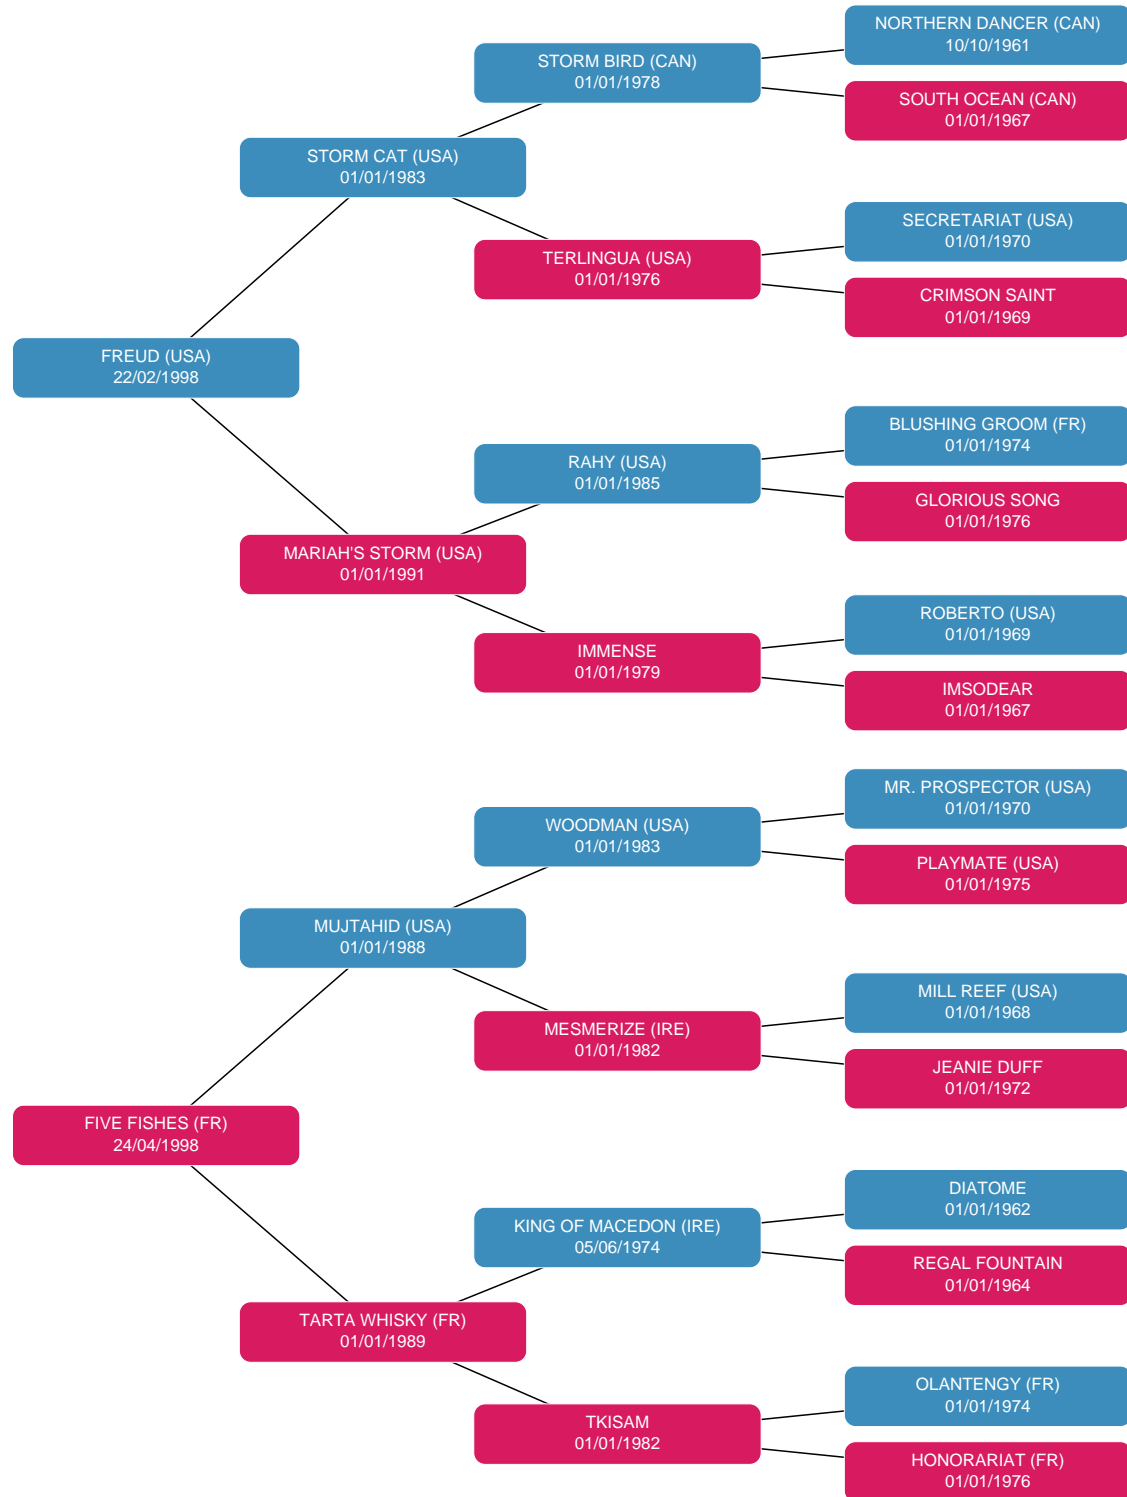 NORTHERN DANCER (CAN)
10/10/1961
STORM BIRD (CAN)
01/01/1978
SOUTH OCEAN (CAN)
01/01/1967
STORM CAT (USA)
01/01/1983
SECRETARIAT (USA)
01/01/1970
TERLINGUA (USA)
01/01/1976
CRIMSON SAINT
01/01/1969
FREUD (USA)
22/02/1998
BLUSHING GROOM (FR)
01/01/1974
RAHY (USA)
01/01/1985
GLORIOUS SONG
01/01/1976
MARIAH'S STORM (USA)
01/01/1991
ROBERTO (USA)
01/01/1969
IMMENSE
01/01/1979
IMSODEAR
01/01/1967
MR. PROSPECTOR (USA)
01/01/1970
WOODMAN (USA)
01/01/1983
PLAYMATE (USA)
01/01/1975
MUJTAHID (USA)
01/01/1988
MILL REEF (USA)
01/01/1968
MESMERIZE (IRE)
01/01/1982
JEANIE DUFF
01/01/1972
FIVE FISHES (FR)
24/04/1998
DIATOME
01/01/1962
KING OF MACEDON (IRE)
05/06/1974
REGAL FOUNTAIN
01/01/1964
TARTA WHISKY (FR)
01/01/1989
OLANTENGY (FR)
01/01/1974
TKISAM
01/01/1982
HONORARIAT (FR)
01/01/1976